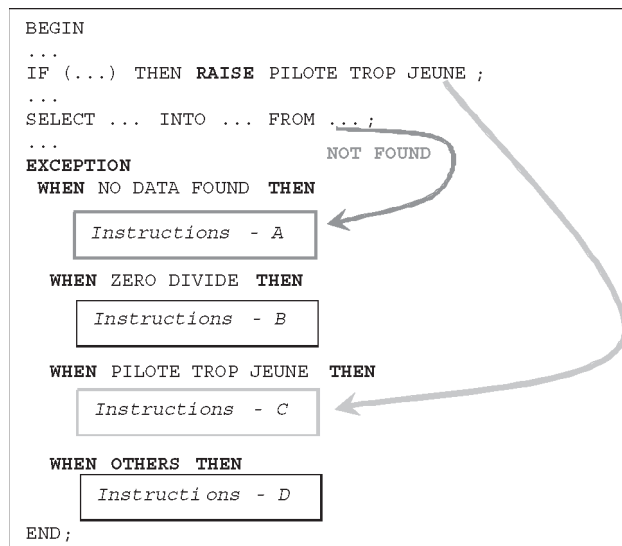 BEGIN
...
IF (...) THEN RAISE PILOTE TROP JEUNE ;
...
SELECT ... INTO ... FROM ... ;
...
NOT FOUND
EXCEPTION
WHEN NO DATA FOUND THEN
Instructions - A
WHEN ZERO DIVIDE THEN
Instructions - B
WHEN PILOTE TROP JEUNE THEN
Instructions - C
WHEN OTHERS THEN
Instructions - D
END;